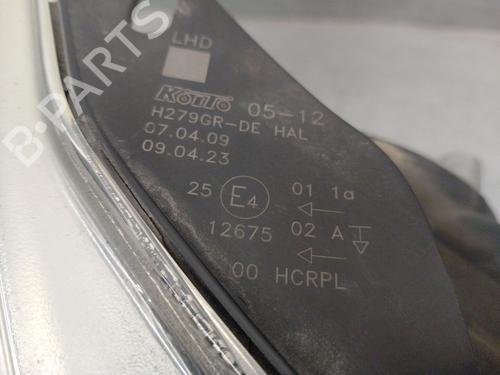 LHD
KOITO 05-12
H279GR-DE HAL
07.04.09
09.04.23
25 E4 01 1a
12675 02 A
00 HCRPL
B-PARTS